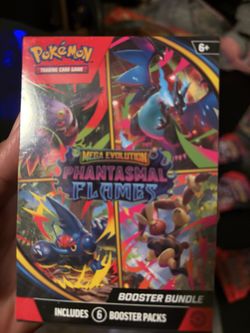 POKÉMON
TRADING CARD GAME
6+
MEGA EVOLUTION
PHANTASMAL
FLAMES
BOOSTER BUNDLE
INCLUDES 6 BOOSTER PACKS